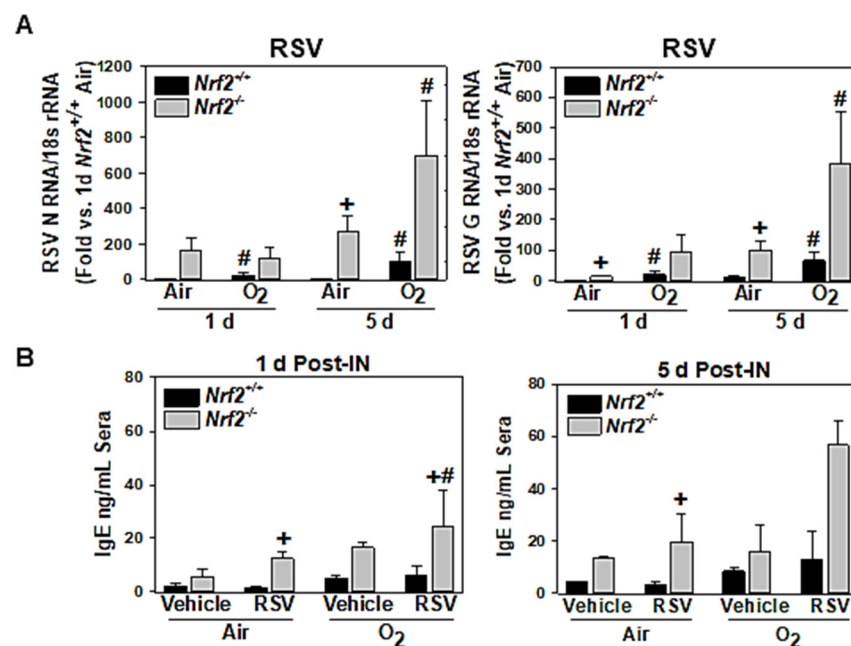 A
RSV
RSV N RNA/18s rRNA
(Fold vs. 1d Nrf2+/+ Air)
1200
1000
800
600
400
200
0
Nrf2+/+
Nrf2-/-
#
#
+
#
Air
O2
Air
O2
1 d
5 d
RSV
RSV G RNA/18s rRNA
(Fold vs. 1d Nrf2+/+ Air)
700
600
500
400
300
200
100
0
Nrf2+/+
Nrf2-/-
+
#
+
#
#
Air
O2
Air
O2
1 d
5 d
B
1 d Post-IN
IgE ng/mL Sera
80
60
40
20
0
Nrf2+/+
Nrf2-/-
+
+#
Vehicle
RSV
Vehicle
RSV
Air
O2
5 d Post-IN
IgE ng/mL Sera
80
60
40
20
0
Nrf2+/+
Nrf2-/-
+
Vehicle
RSV
Vehicle
RSV
Air
O2